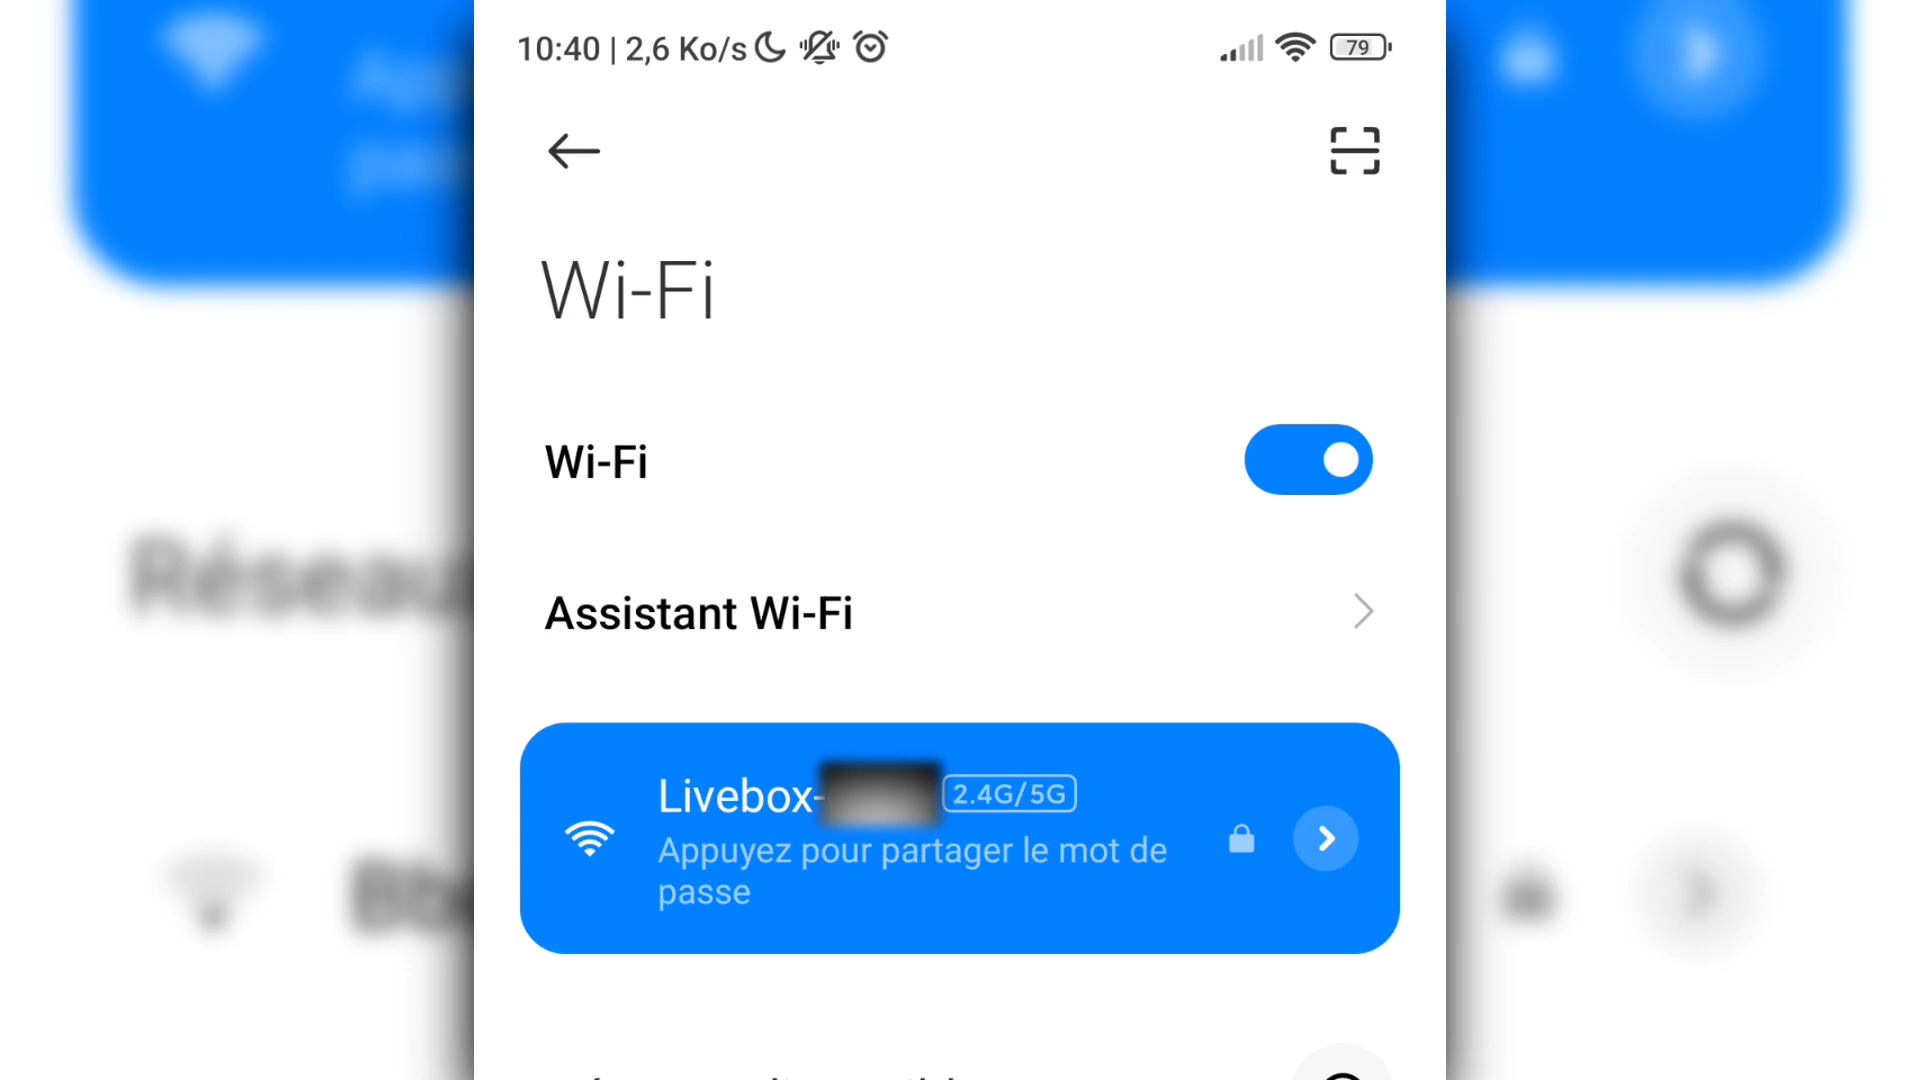 10:40 | 2,6 Ko/s
79
Wi-Fi
Wi-Fi
Assistant Wi-Fi
Livebox- 2.4G/5G
Appuyez pour partager le mot de
passe